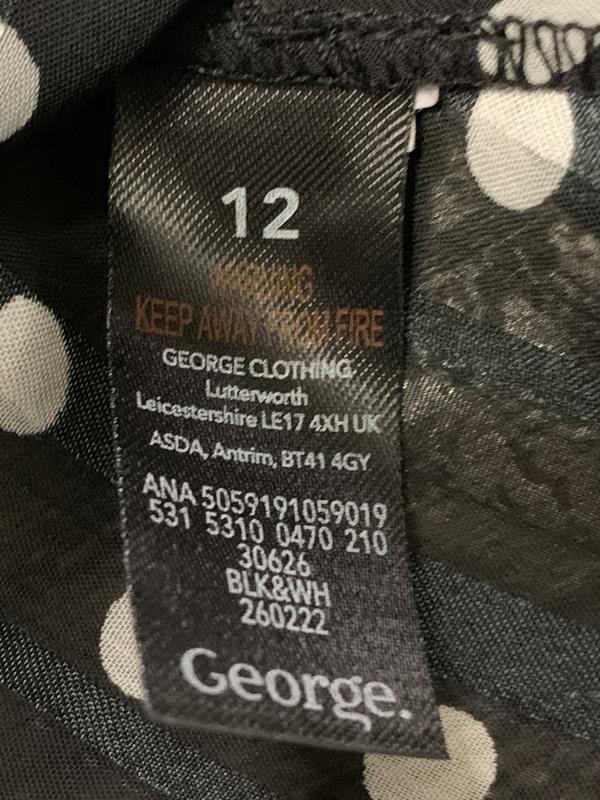 12
WARNING
KEEP AWAY FROM FIRE
GEORGE CLOTHING,
Lutterworth
Leicestershire LE17 4XH UK
ASDA, Antrim, BT41 4GY
ANA 5059191059019
531 5310 0470 210
30626
BLK&WH
260222
George.